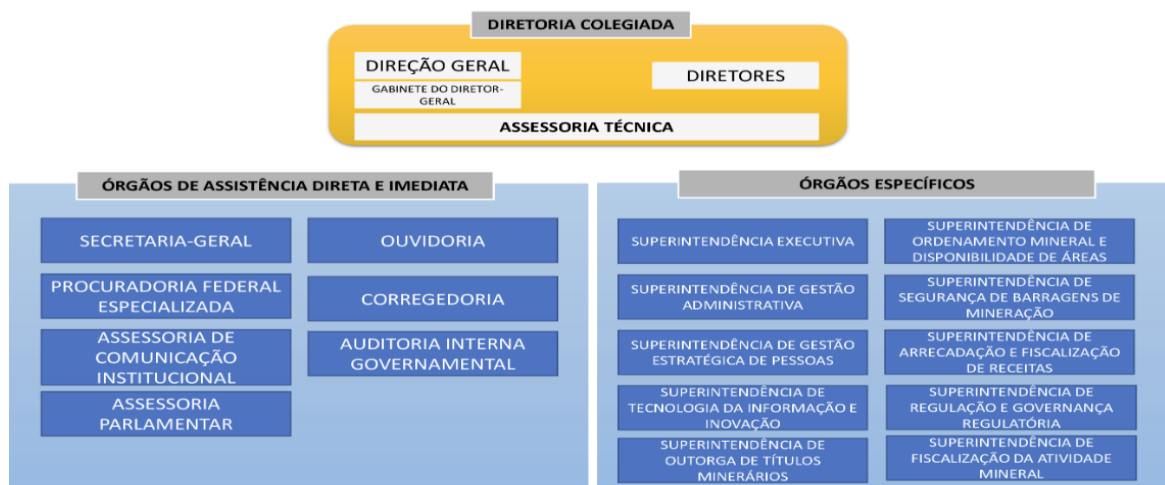 DIRETORIA COLEGIADA
DIREÇÃO GERAL
GABINETE DO DIRETOR-
GERAL
DIRETORES
ASSESSORIA TÉCNICA
ÓRGÃOS DE ASSISTÊNCIA DIRETA E IMEDIATA
SECRETARIA-GERAL
OUVIDORIA
PROCURADORIA FEDERAL
ESPECIALIZADA
CORREGEDORIA
ASSESSORIA DE
COMUNICAÇÃO
INSTITUCIONAL
AUDITORIA INTERNA
GOVERNAMENTAL
ASSESSORIA
PARLAMENTAR
ÓRGÃOS ESPECÍFICOS
SUPERINTENDÊNCIA EXECUTIVA
SUPERINTENDÊNCIA DE
ORDENAMENTO MINERAL E
DISPONIBILIDADE DE ÁREAS
SUPERINTENDÊNCIA DE GESTÃO
ADMINISTRATIVA
SUPERINTENDÊNCIA DE
SEGURANÇA DE BARRAGENS DE
MINERAÇÃO
SUPERINTENDÊNCIA DE GESTÃO
ESTRATÉGICA DE PESSOAS
SUPERINTENDÊNCIA DE
ARRECADAÇÃO E FISCALIZAÇÃO
DE RECEITAS
SUPERINTENDÊNCIA DE
TECNOLOGIA DA INFORMAÇÃO E
INOVAÇÃO
SUPERINTENDÊNCIA DE
REGULAÇÃO E GOVERNANÇA
REGULATÓRIA
SUPERINTENDÊNCIA DE
OUTORGA DE TÍTULOS
MINERÁRIOS
SUPERINTENDÊNCIA DE
FISCALIZAÇÃO DA ATIVIDADE
MINERAL